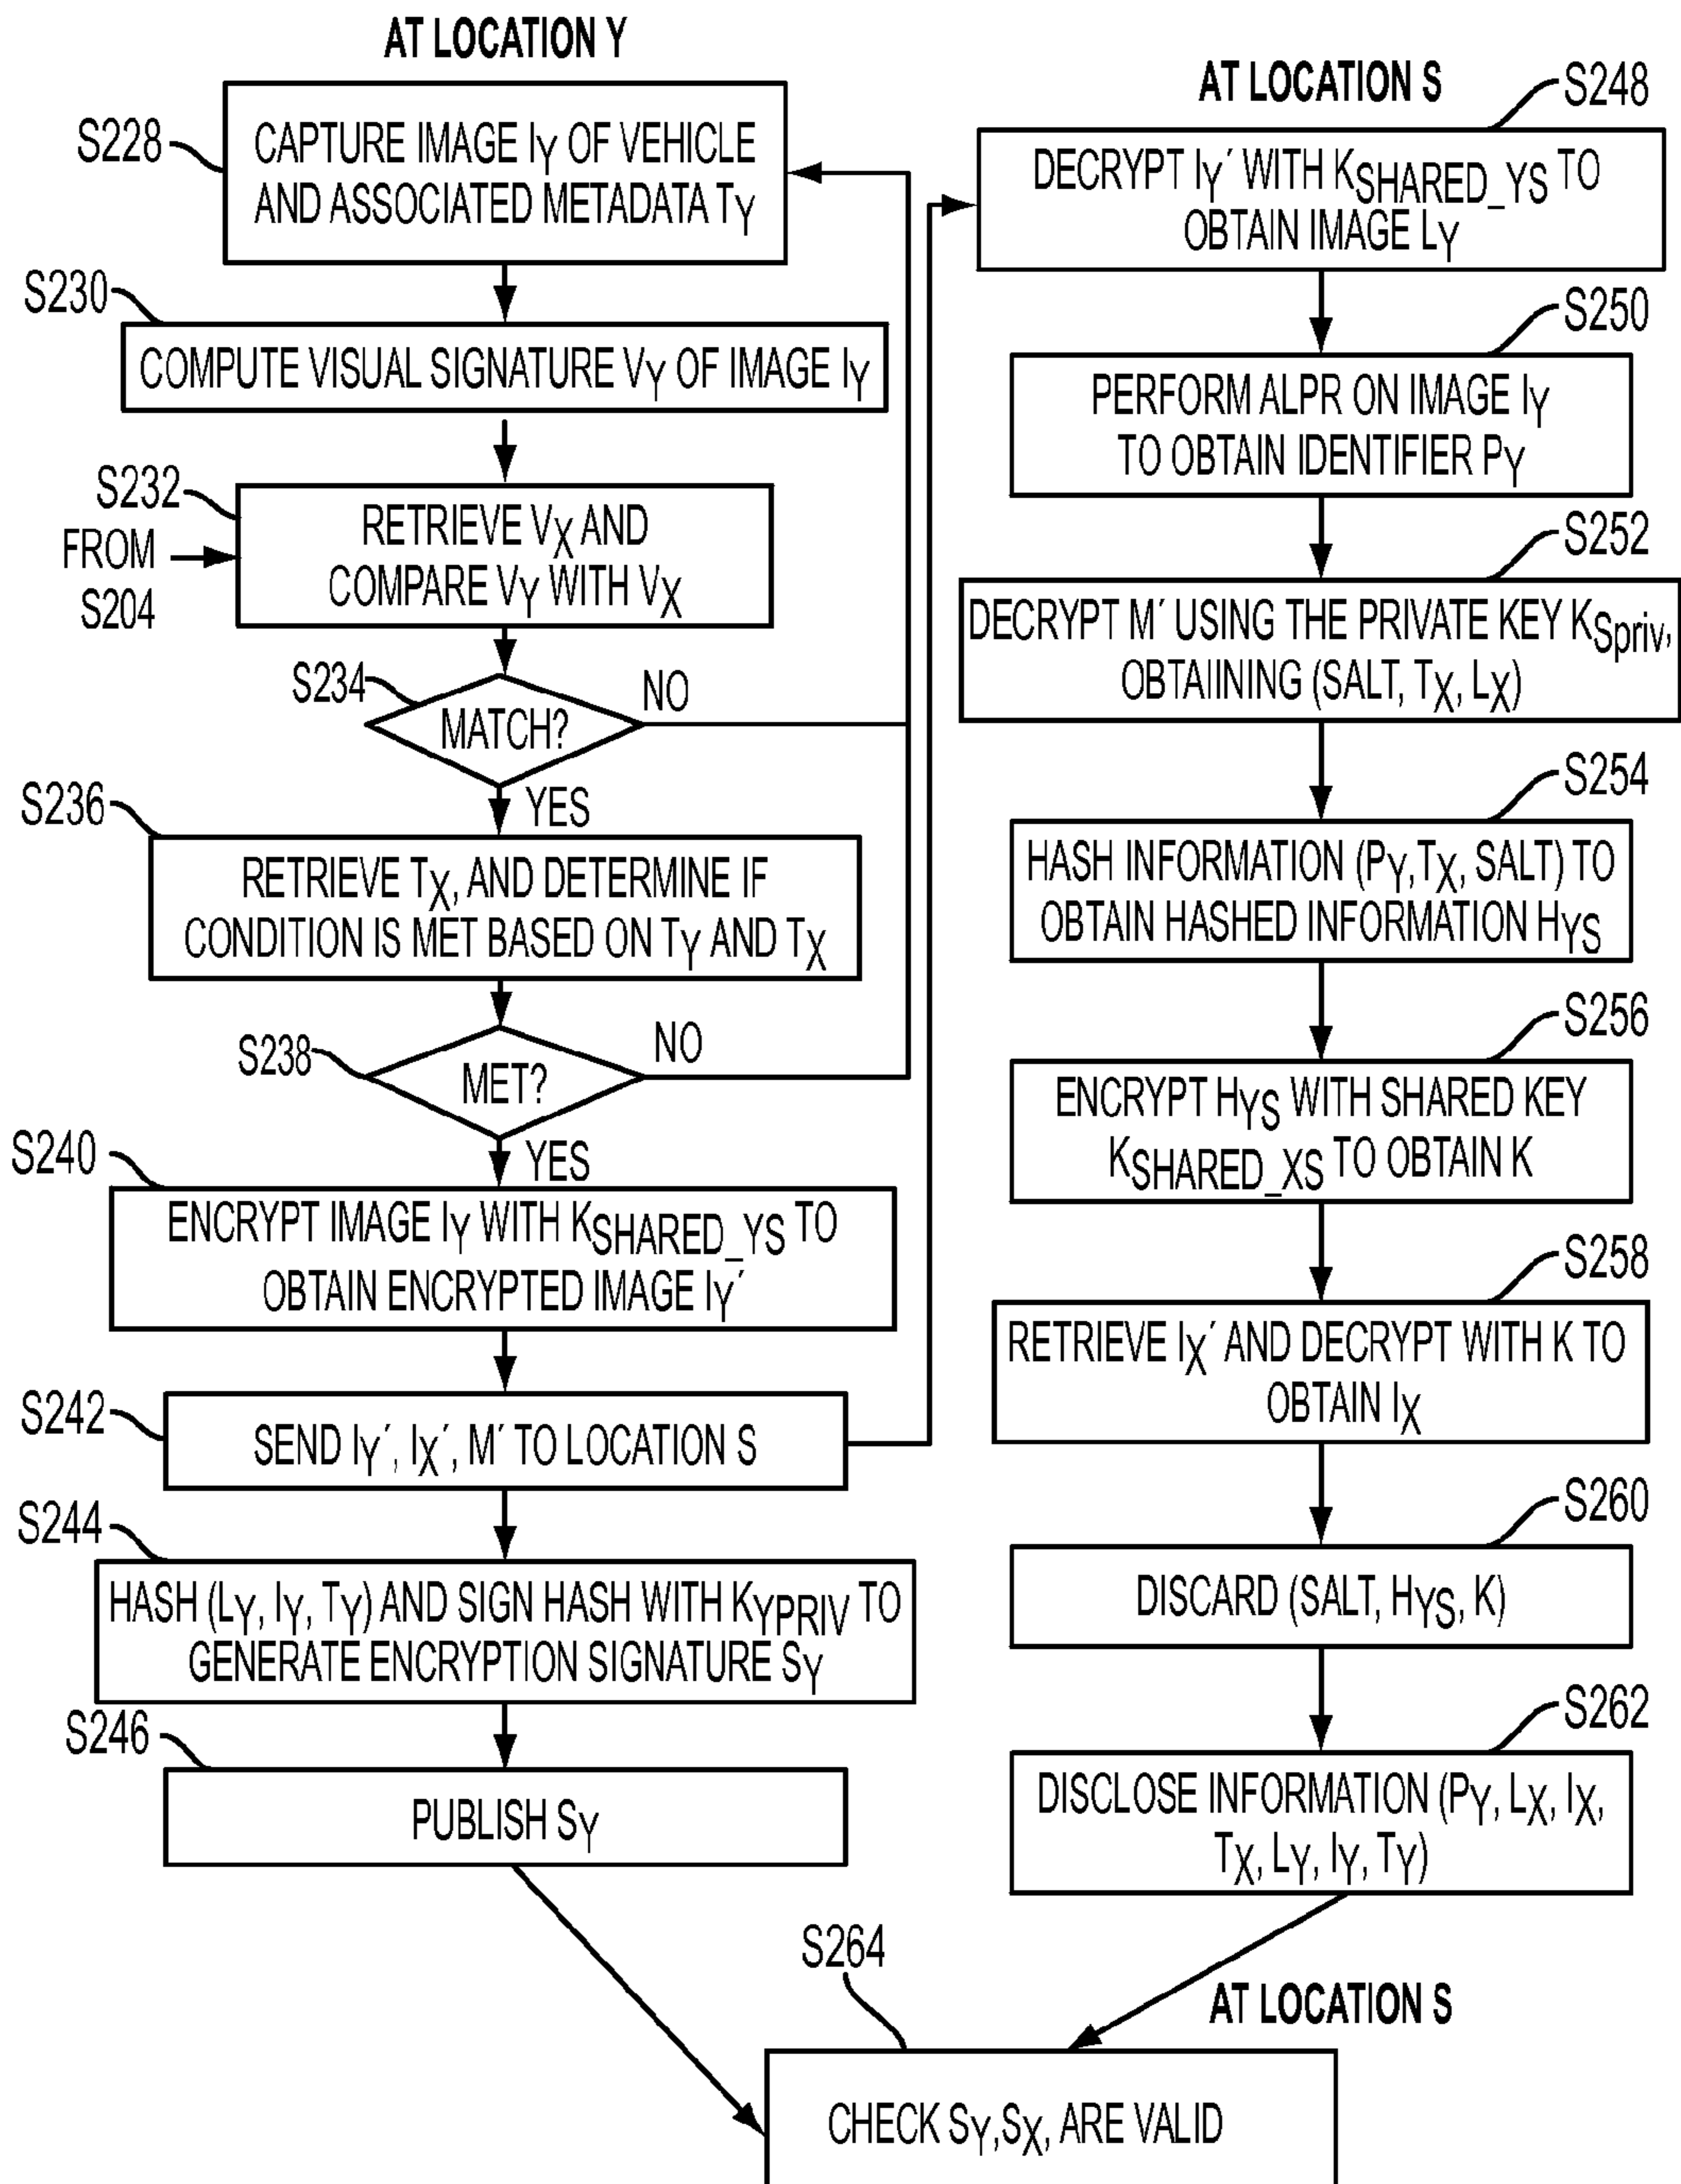 AT LOCATION Y
S228
CAPTURE IMAGE IY OF VEHICLE
AND ASSOCIATED METADATA TY
S230
COMPUTE VISUAL SIGNATURE VY OF IMAGE IY
S232
FROM
S204
RETRIEVE VX AND
COMPARE VY WITH VX
S234
MATCH?
NO
YES
S236
RETRIEVE TX, AND DETERMINE IF
CONDITION IS MET BASED ON TY AND TX
S238
MET?
NO
YES
S240
ENCRYPT IMAGE IY WITH KSHARED_YS TO
OBTAIN ENCRYPTED IMAGE IY´
S242
SEND IY´, IX´, M´ TO LOCATION S
S244
HASH (LY, IY, TY) AND SIGN HASH WITH KYPRIV TO
GENERATE ENCRYPTION SIGNATURE SY
S246
PUBLISH SY
AT LOCATION S
S248
DECRYPT IY´ WITH KSHARED_YS TO
OBTAIN IMAGE LY
S250
PERFORM ALPR ON IMAGE IY
TO OBTAIN IDENTIFIER PY
S252
DECRYPT M´ USING THE PRIVATE KEY KSpriv,
OBTAIINING (SALT, TX, LX)
S254
HASH INFORMATION (PY,TX, SALT) TO
OBTAIN HASHED INFORMATION HYS
S256
ENCRYPT HYS WITH SHARED KEY
KSHARED_XS TO OBTAIN K
S258
RETRIEVE IX´ AND DECRYPT WITH K TO
OBTAIN IX
S260
DISCARD (SALT, HYS, K)
S262
DISCLOSE INFORMATION (PY, LX, IX,
TX, LY, IY, TY)
S264
AT LOCATION S
CHECK SY,SX, ARE VALID